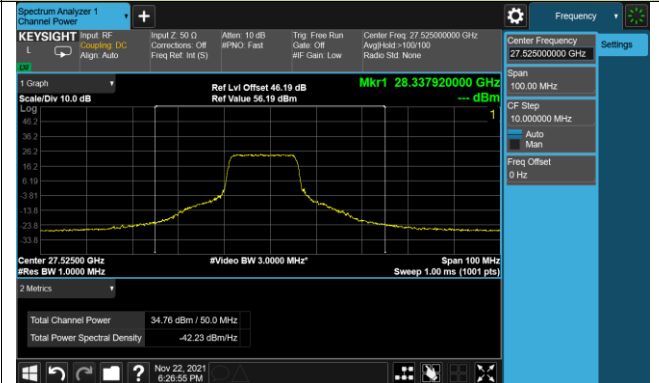 Spectrum Analyzer 1
Channel Power
+
Frequency
KEYSIGHT
L
Input: RF
Coupling: DC
Align: Auto
Input Z: 50 Ω
Corrections: Off
Freq Ref: Int (S)
Atten: 10 dB
#PNO: Fast
Trig: Free Run
Gate: Off
#IF Gain: Low
Center Freq: 27.525000000 GHz
Avg|Hold:>100/100
Radio Std: None
1 Graph
Scale/Div 10.0 dB
Ref Lvl Offset 46.19 dB
Ref Value 56.19 dBm
Mkr1 28.337920000 GHz
--- dBm
Log
1
46.2
36.2
26.2
16.2
6.19
-3.81
-13.8
-23.8
-33.8
Center 27.52500 GHz
#Res BW 1.0000 MHz
#Video BW 3.0000 MHz*
Span 100 MHz
Sweep 1.00 ms (1001 pts)
2 Metrics
Total Channel Power 34.76 dBm / 50.0 MHz
Total Power Spectral Density -42.23 dBm/Hz
?
Nov 22, 2021
6:26:55 PM
Center Frequency
27.525000000 GHz
Settings
Span
100.00 MHz
CF Step
10.000000 MHz
Auto
Man
Freq Offset
0 Hz